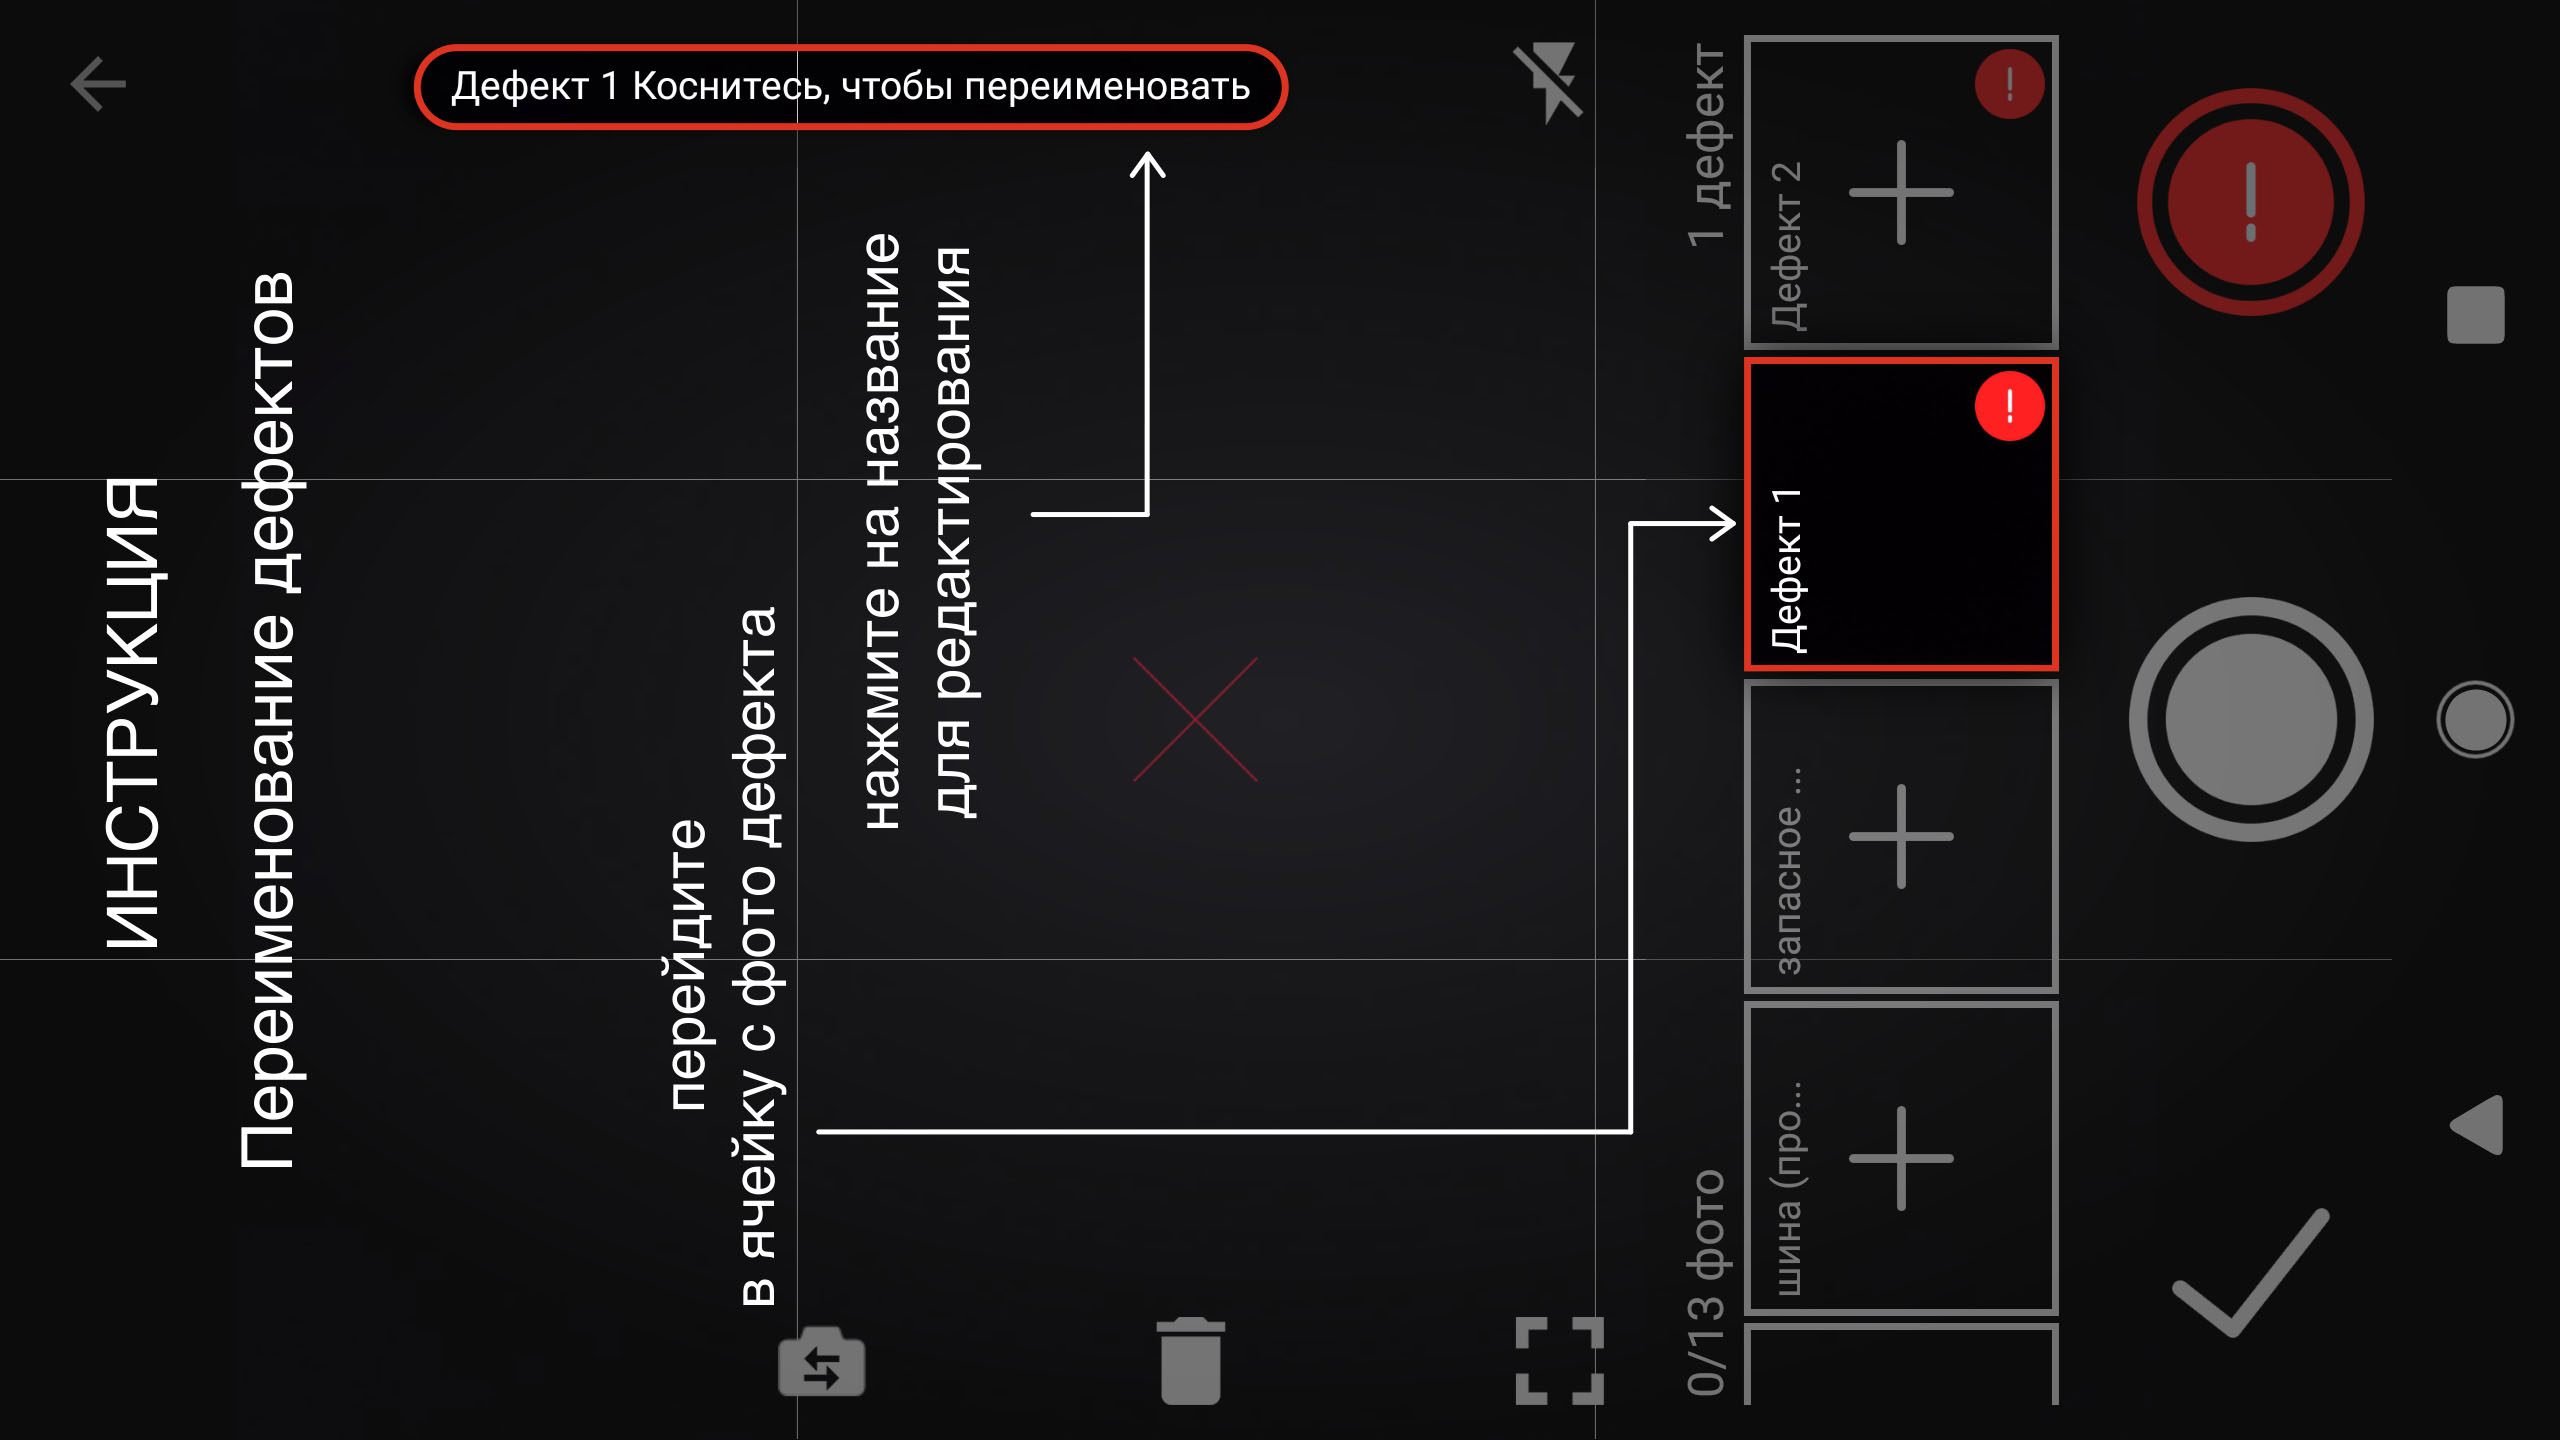 ИНСТРУКЦИЯ
Переименование дефектов
Дефект 1 Коснитесь, чтобы переименовать
перейдите
в ячейку с фото дефекта
нажмите на название
для редактирования
0/13 фото
1 дефект
шина (про...
запасное ...
Дефект 1
Дефект 2